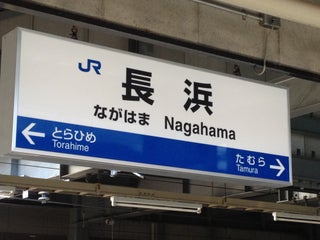 JR
長浜
ながはま Nagahama
← とらひめ
Torahime
たむら →
Tamura